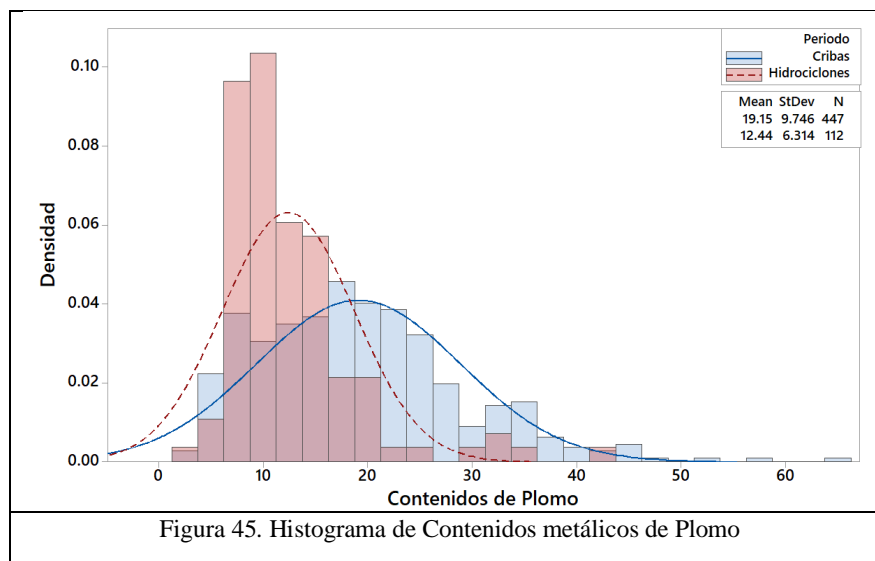 Periodo
Cribas
Hidrociclones
Mean StDev N
19.15 9.746 447
12.44 6.314 112
0.10
0.08
0.06
0.04
0.02
0.00
Densidad
0 10 20 30 40 50 60
Contenidos de Plomo
Figura 45. Histograma de Contenidos metálicos de Plomo